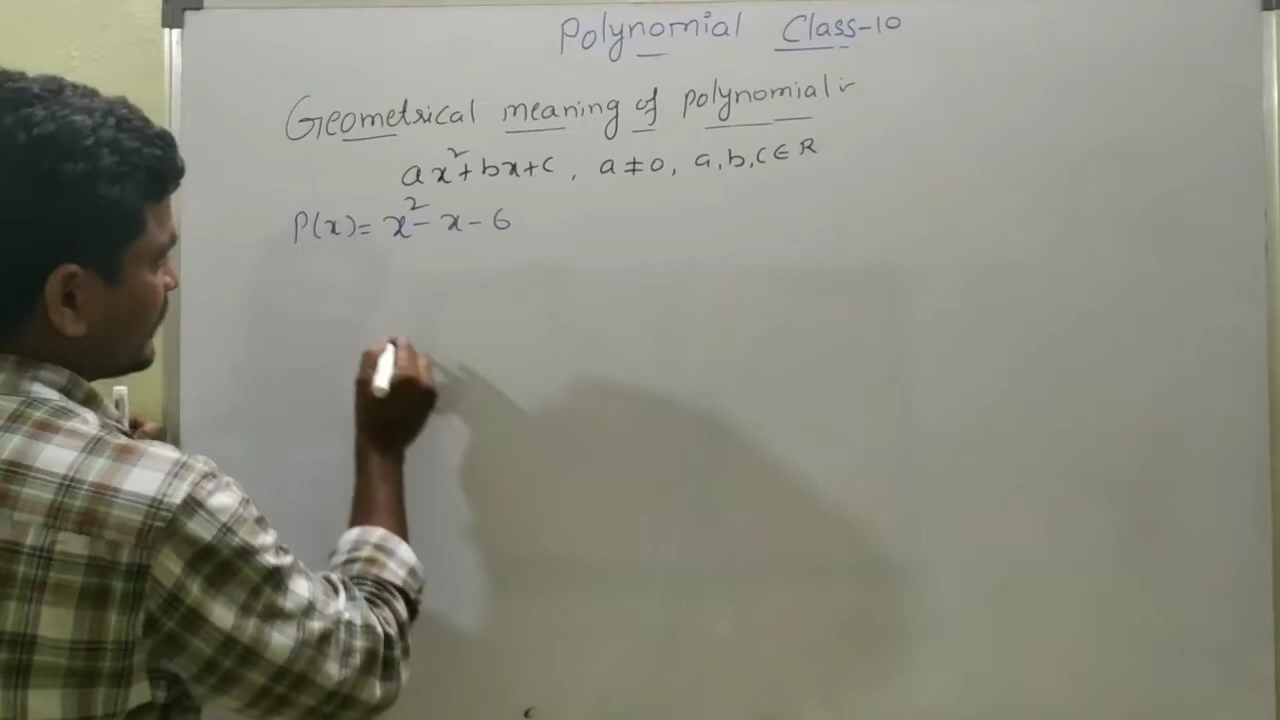 Polynomial Class-10
Geometrical meaning of polynomial :-
ax²+bx+c, a≠0, a,b,c∈R
P(x)= x²-x-6